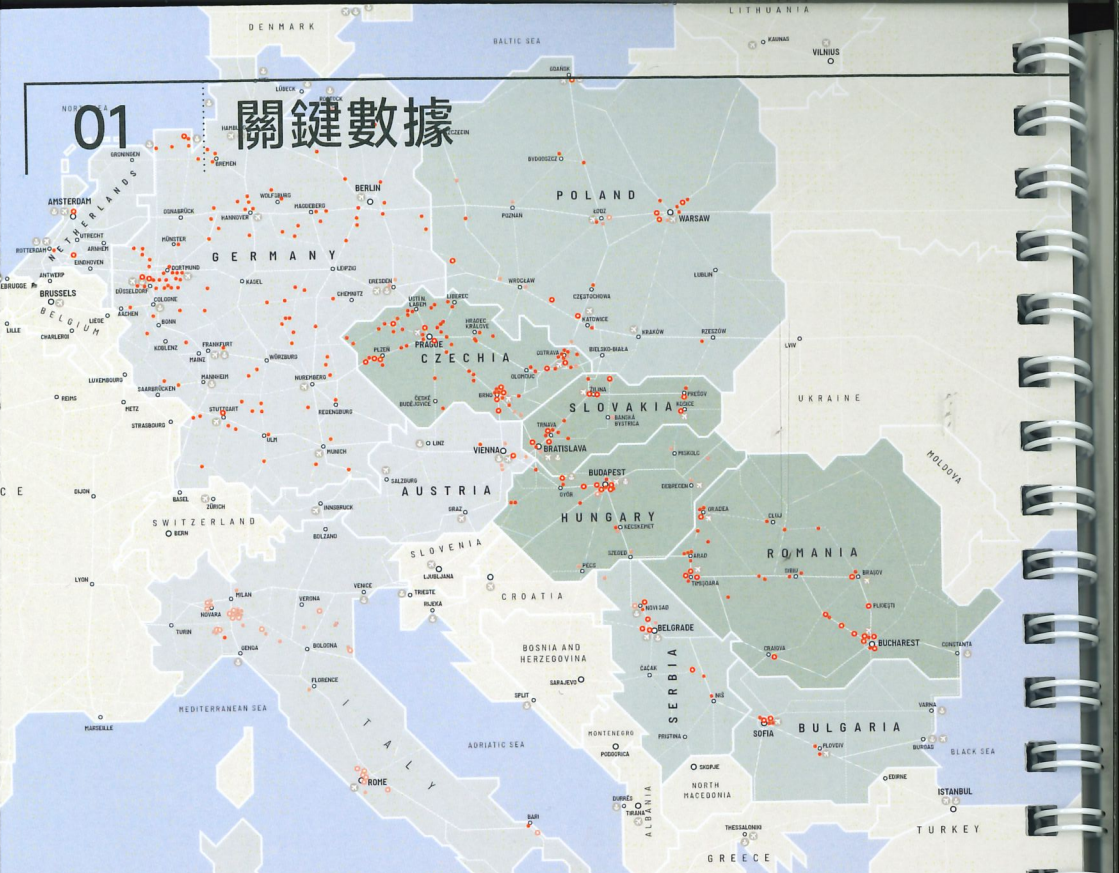 01
關鍵數據
DENMARK
LITHUANIA
KAUNAS
VILNIUS
BALTIC SEA
GDAŃSK
LÜBECK
GRONINGEN
BREMEN
BYDGOSZCZ
BERLIN
POLAND
AMSTERDAM
NETHERLANDS
WOLFSBURG
MAGDEBERG
OSNABRÜCK
HANNOVER
POZNAŃ
ŁÓDŹ
WARSAW
UTRECHT
ROTTERDAM
ARNHEM
MÜNSTER
EINDHOVEN
GERMANY
LEIPZIG
LUBLIN
ANTWERP
DORTMUND
KASEL
DRESDEN
WROCŁAW
DÜSSELDORF
BRUSSELS
CHEMNITZ
CZĘSTOCHOWA
COLOGNE
ÚSTÍ N. LABEM
LIBEREC
BELGIUM
LIÈGE
AACHEN
BONN
HRADEC KRÁLOVÉ
KATOWICE
KRAKÓW
RZESZÓW
LILLE
CHARLEROI
KOBLENZ
FRANKFURT
MAINZ
PRAGUE
LVIV
PLZEŇ
CZECHIA
OSTRAVA
BIELSKO-BIAŁA
WÜRZBURG
LUXEMBOURG
MANNHEIM
NUREMBERG
OLOMOUC
SAARBRÜCKEN
BRNO
ŽILINA
PREŠOV
REIMS
METZ
REGENSBURG
ČESKÉ BUDĚJOVICE
SLOVAKIA
KOŠICE
UKRAINE
STUTTGART
STRASBOURG
BANSKÁ BYSTRICA
TRNAVA
ULM
LINZ
MUNICH
VIENNA
BRATISLAVA
MISKOLC
MOLDOVA
SALZBURG
BUDAPEST
DEBRECEN
DIJON
BASEL
ZÜRICH
AUSTRIA
GYŐR
SWITZERLAND
INNSBRUCK
GRAZ
HUNGARY
ORADEA
CLUJ
BERN
KECSKEMÉT
BOLZANO
SLOVENIA
SZEGED
ARAD
ROMANIA
LJUBLJANA
PÉCS
TIMIȘOARA
SIBIU
BRAȘOV
LYON
MILAN
VENICE
TRIESTE
CROATIA
NOVARA
VERONA
RIJEKA
NOVI SAD
PLOIEȘTI
TURIN
BELGRADE
BUCHAREST
GENOA
BOLOGNA
BOSNIA AND HERZEGOVINA
CRAIOVA
CONSTANȚA
FLORENCE
SARAJEVO
ČAČAK
SERBIA
MEDITERRANEAN SEA
SPLIT
NIŠ
VARNA
MARSEILLE
ITALY
SOFIA
BULGARIA
ADRIATIC SEA
MONTENEGRO
PRISTINA
PLOVDIV
BURGAS
BLACK SEA
PODGORICA
SKOPJE
ROME
NORTH MACEDONIA
EDIRNE
ISTANBUL
DURRËS
TIRANA
ALBANIA
BARI
THESSALONIKI
TURKEY
GREECE